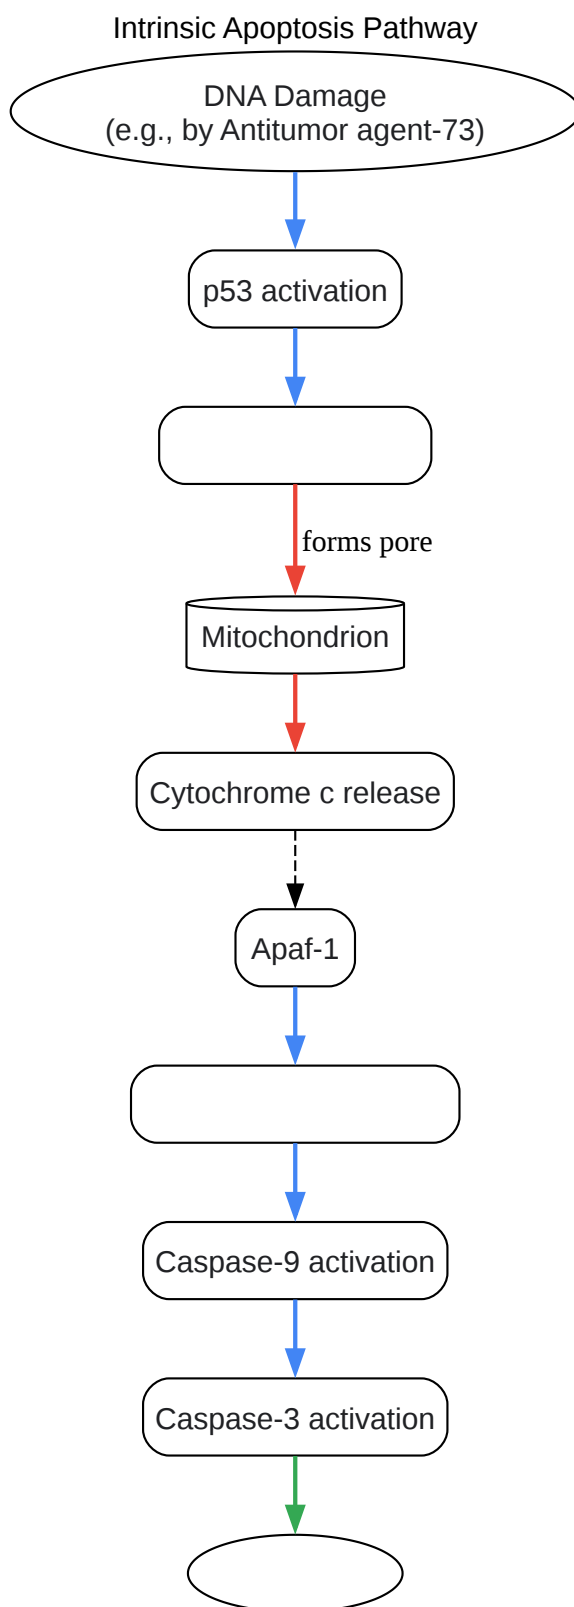 Intrinsic Apoptosis Pathway
DNA Damage
(e.g., by Antitumor agent-73)
p53 activation
forms pore
Mitochondrion
Cytochrome c release
Apaf-1
Caspase-9 activation
Caspase-3 activation